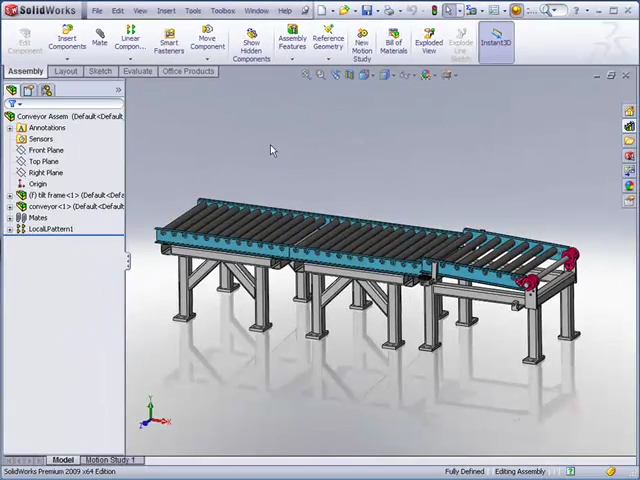 SolidWorks
File Edit View Insert Tools Toolbox Window Help
Edit Component
Insert Components
Mate
Linear Compon...
Smart Fasteners
Move Component
Show Hidden Components
Assembly Features
Reference Geometry
New Motion Study
Bill of Materials
Exploded View
Explode Line Sketch
Instant3D
Assembly Layout Sketch Evaluate Office Products
Conveyor Assem (Default<Default_
Annotations
Sensors
Front Plane
Top Plane
Right Plane
Origin
(f) tilt frame<1> (Default<Default_
conveyor<1> (Default<Default_
Mates
LocalLPattern1
Y
X
Z
Model Motion Study 1
SolidWorks Premium 2009 x64 Edition Fully Defined Editing Assembly